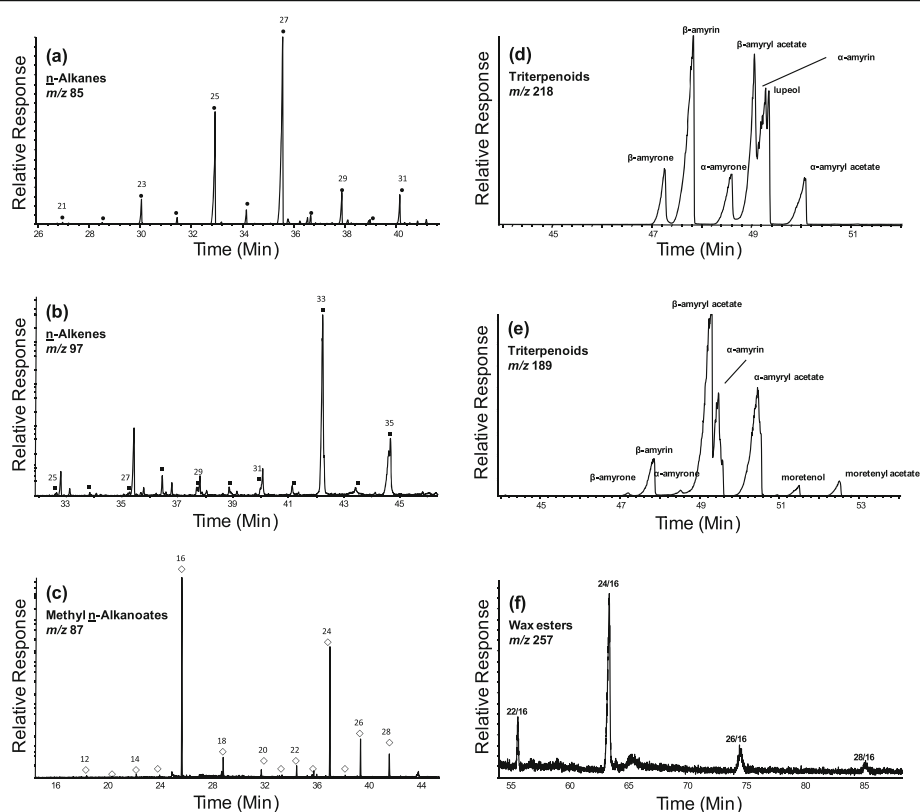 (a)
n-Alkanes
m/z 85
Relative Response
21
23
25
27
29
31
26 28 30 32 34 36 38 40
Time (Min)
(b)
n-Alkenes
m/z 97
Relative Response
25
27
29
31
33
35
33 35 37 39 41 43 45
Time (Min)
(c)
Methyl n-Alkanoates
m/z 87
Relative Response
12
14
16
18
20
22
24
26
28
16 20 24 28 32 36 40 44
Time (Min)
(d)
Triterpenoids
m/z 218
Relative Response
β-amyrone
β-amyrin
α-amyrone
β-amyryl acetate
α-amyrin
lupeol
α-amyryl acetate
45 47 49 51
Time (Min)
(e)
Triterpenoids
m/z 189
Relative Response
β-amyrone
β-amyrin
α-amyrone
β-amyryl acetate
α-amyrin
α-amyryl acetate
moretenol
moretenyl acetate
45 47 49 51 53
Time (Min)
(f)
Wax esters
m/z 257
Relative Response
22/16
24/16
26/16
28/16
55 60 65 70 75 80 85
Time (Min)